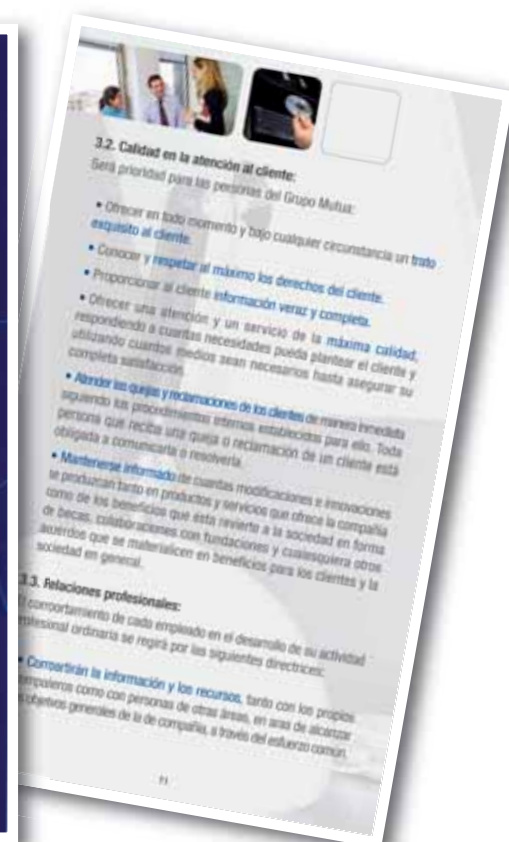 3.2. Calidad en la atención al cliente:
Será prioridad para las personas del Grupo Mutua:
• Ofrecer en todo momento y bajo cualquier circunstancia un trato
exquisito al cliente.
• Conocer y respetar al máximo los derechos del cliente.
• Proporcionar al cliente información veraz y completa.
• Ofrecer una atención y un servicio de la máxima calidad,
respondiendo a cuantas necesidades pueda plantear el cliente y
utilizando cuantos medios sean necesarios hasta asegurar su
completa satisfacción.
• Atender las quejas y reclamaciones de los clientes de manera inmediata
siguiendo los procedimientos internos establecidos para ello. Toda
persona que reciba una queja o reclamación de un cliente está
obligada a comunicarla o resolverla.
• Mantenerse informado de cuantas modificaciones e innovaciones
se produzcan tanto en productos y servicios que ofrece la compañía
como de los beneficios que ésta revierte a la sociedad en forma
de becas, colaboraciones con fundaciones y cualesquiera otros
acuerdos que se materialicen en beneficios para los clientes y la
sociedad en general.
3.3. Relaciones profesionales:
El comportamiento de cada empleado en el desarrollo de su actividad
profesional ordinaria se regirá por las siguientes directrices:
• Compartirán la información y los recursos, tanto con los propios
compañeros como con personas de otras áreas, en aras de alcanzar
s objetivos generales de la de compañía, a través del esfuerzo común.
11